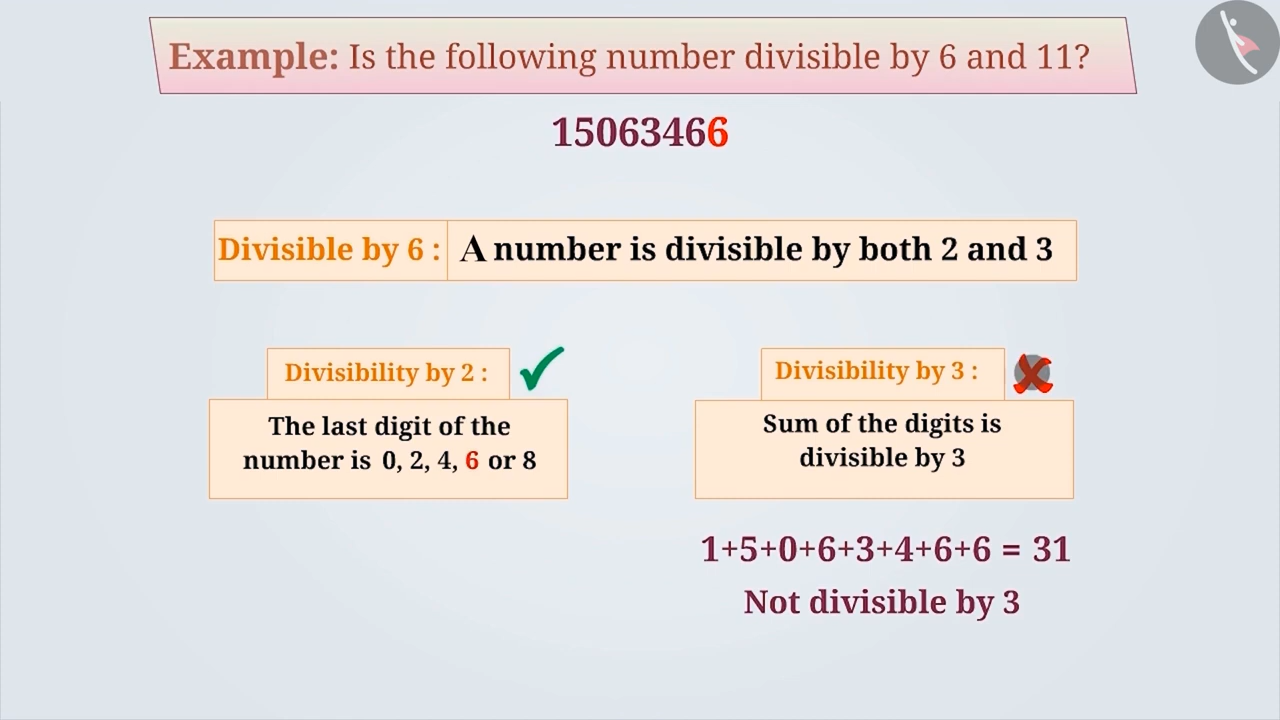 Example: Is the following number divisible by 6 and 11?
15063466
Divisible by 6 : A number is divisible by both 2 and 3
Divisibility by 2 :
The last digit of the
number is 0, 2, 4, 6 or 8
Divisibility by 3 :
Sum of the digits is
divisible by 3
1+5+0+6+3+4+6+6 = 31
Not divisible by 3